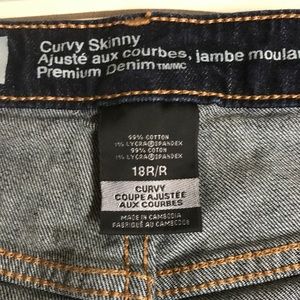 Curvy Skinny
Ajusté aux courbes, jambe moula
Premium Denim TM/MC
99% COTTON
1% LYCRA® SPANDEX
99% COTON
1% LYCRA® SPANDEX
18R/R
CURVY
COUPE AJUSTÉE
AUX COURBES
MADE IN CAMBODIA
FABRIQUÉ AU CAMBODGE